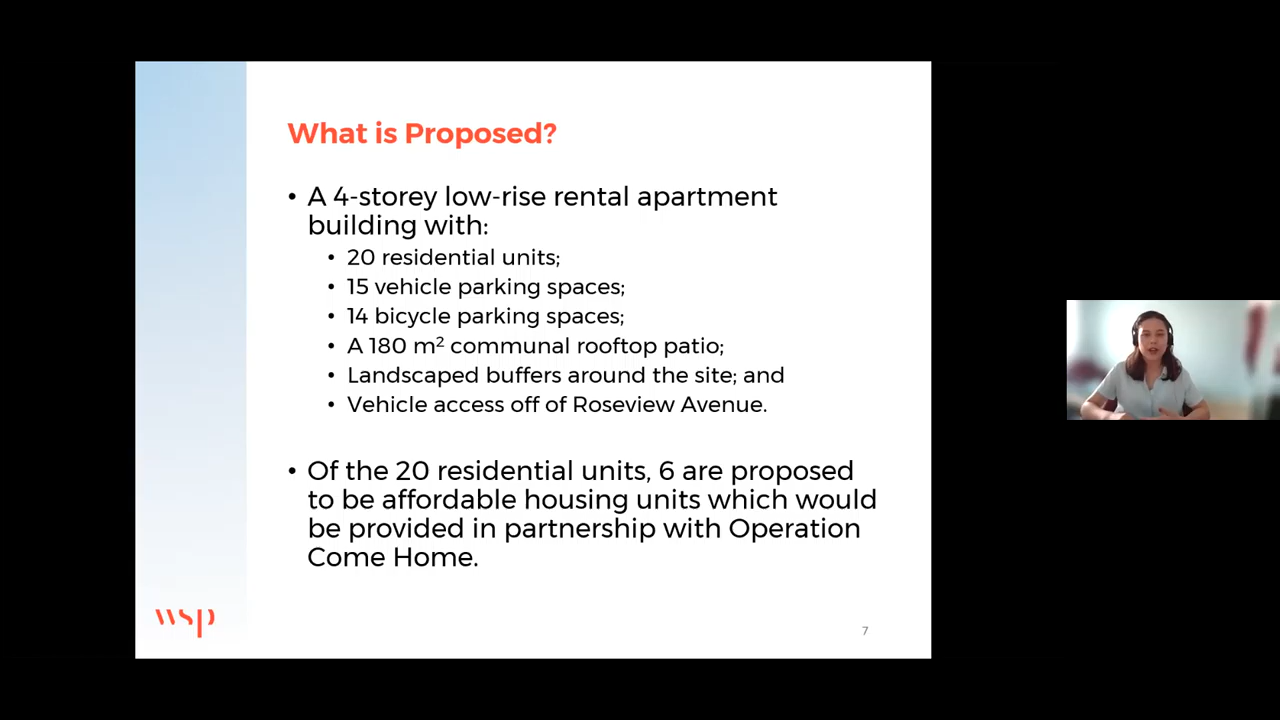 What is Proposed?
• A 4-storey low-rise rental apartment
building with:
• 20 residential units;
• 15 vehicle parking spaces;
• 14 bicycle parking spaces;
• A 180 m² communal rooftop patio;
• Landscaped buffers around the site; and
• Vehicle access off of Roseview Avenue.
• Of the 20 residential units, 6 are proposed
to be affordable housing units which would
be provided in partnership with Operation
Come Home.
wsp
7